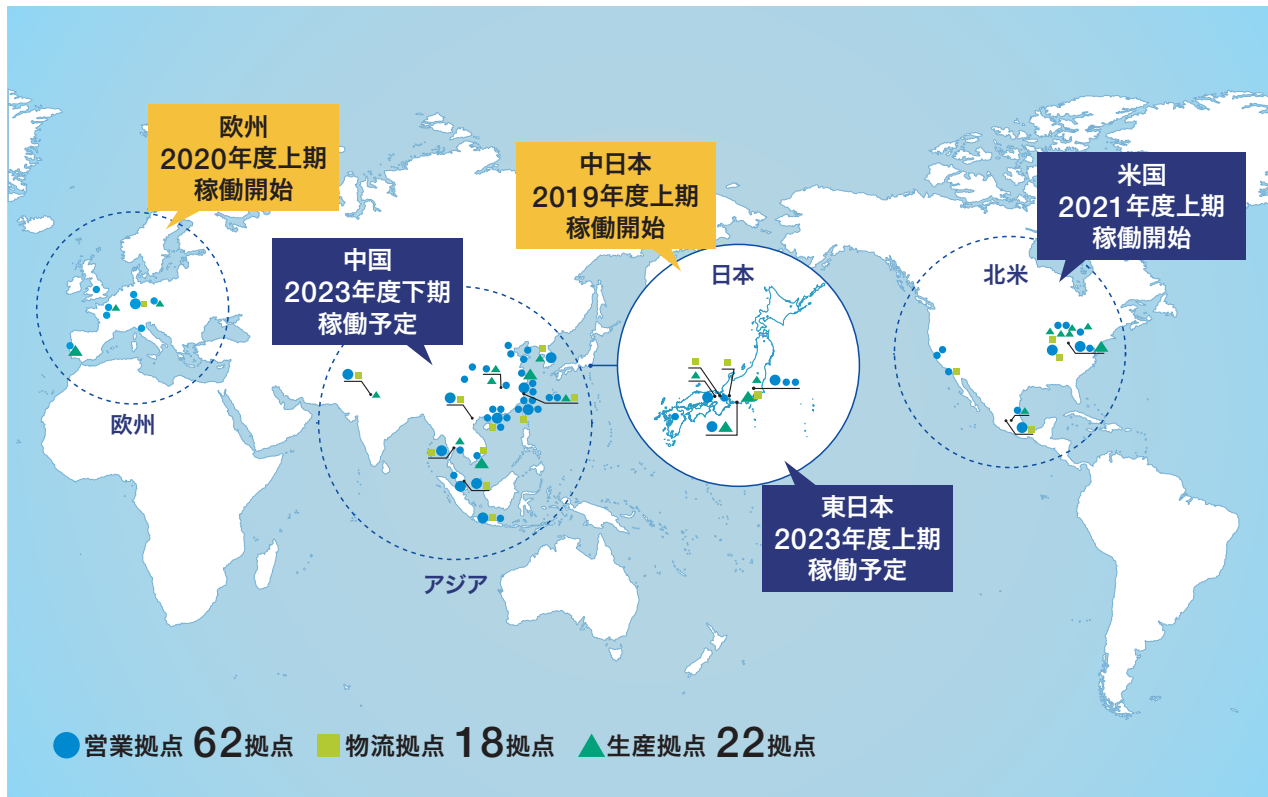 欧州
2020年度上期
稼働開始
中日本
2019年度上期
稼働開始
米国
2021年度上期
稼働開始
中国
2023年度下期
稼働予定
日本
北米
欧州
東日本
2023年度上期
稼働予定
アジア
営業拠点 62拠点 物流拠点 18拠点 生産拠点 22拠点